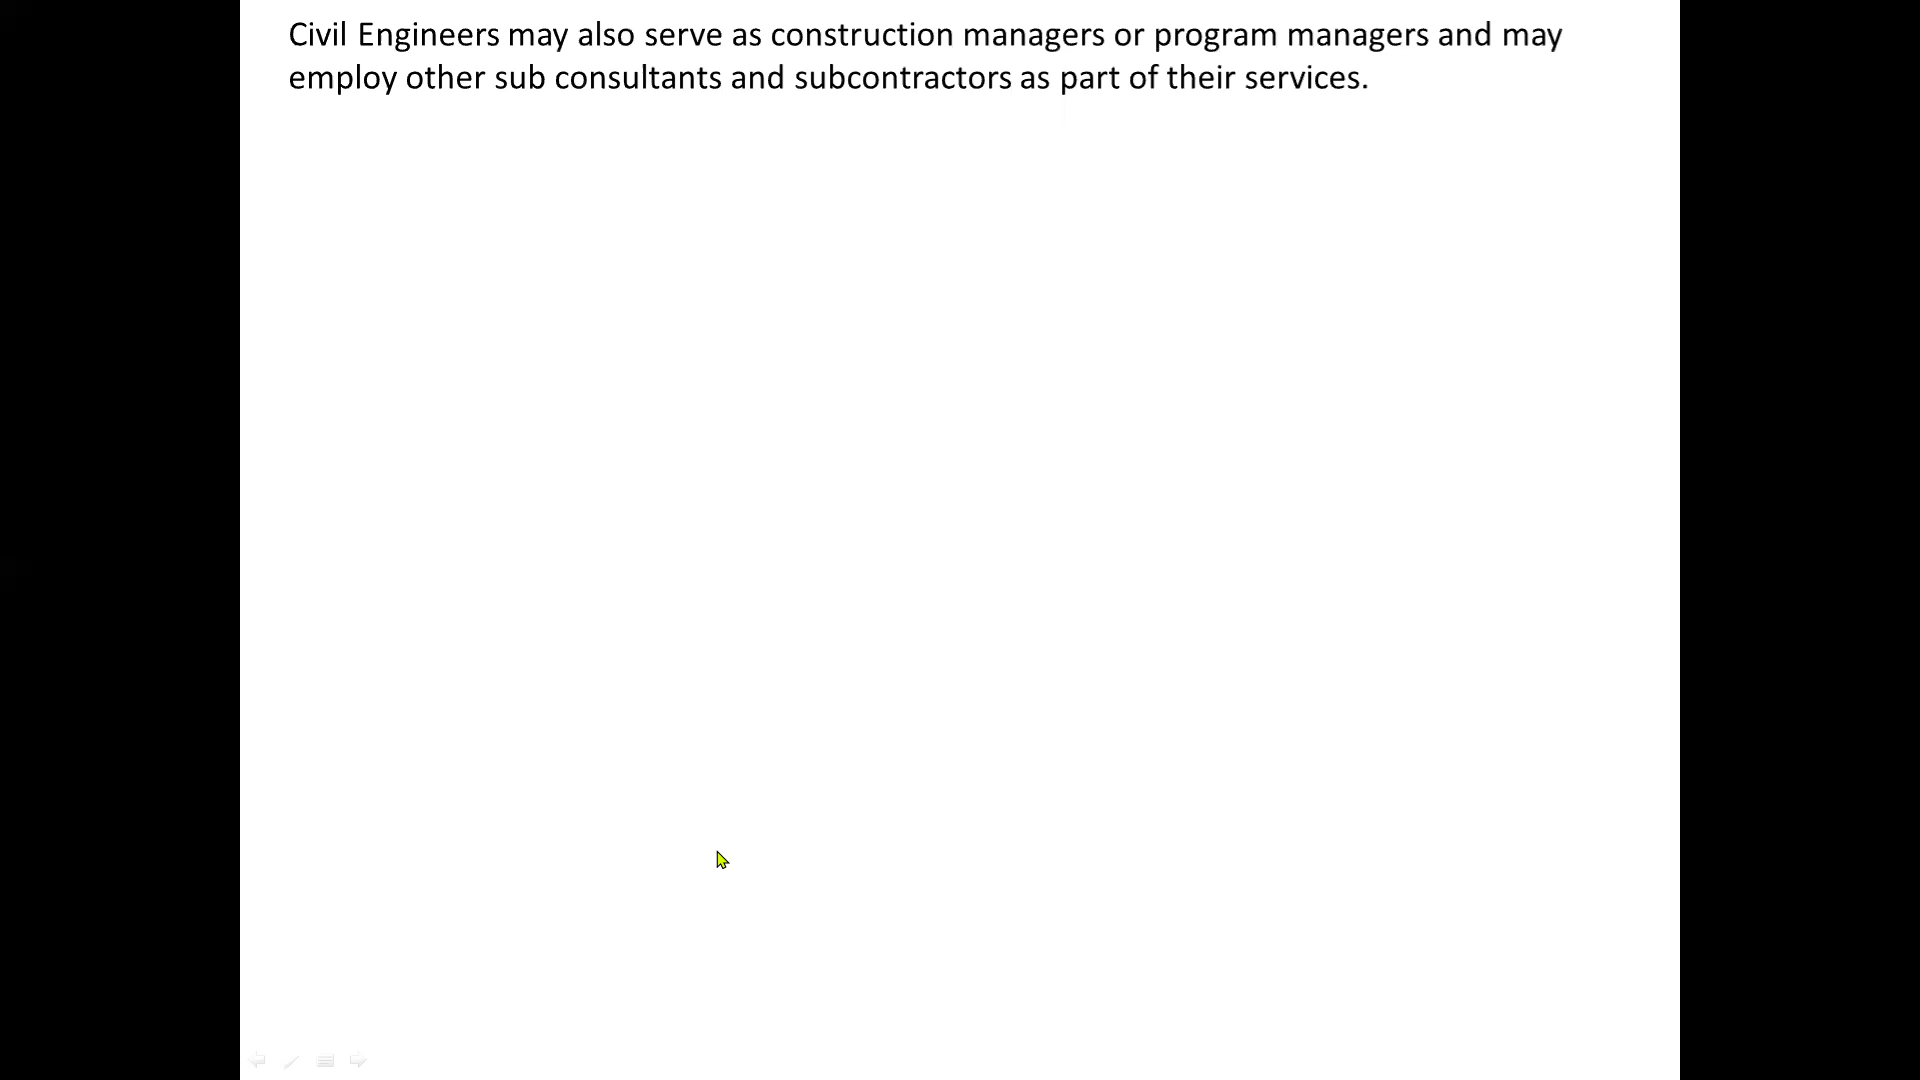 Civil Engineers may also serve as construction managers or program managers and may
employ other sub consultants and subcontractors as part of their services.